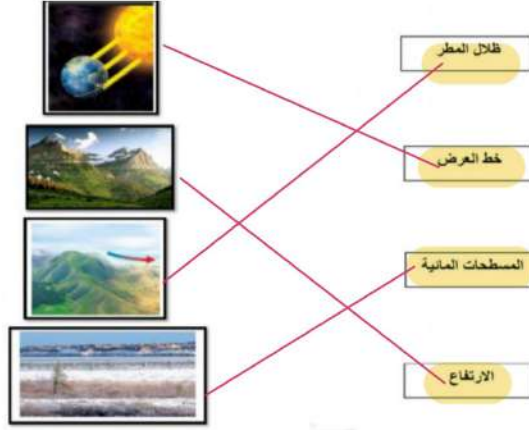 ظلال المطر
خط العرض
المسطحات المائية
الارتفاع